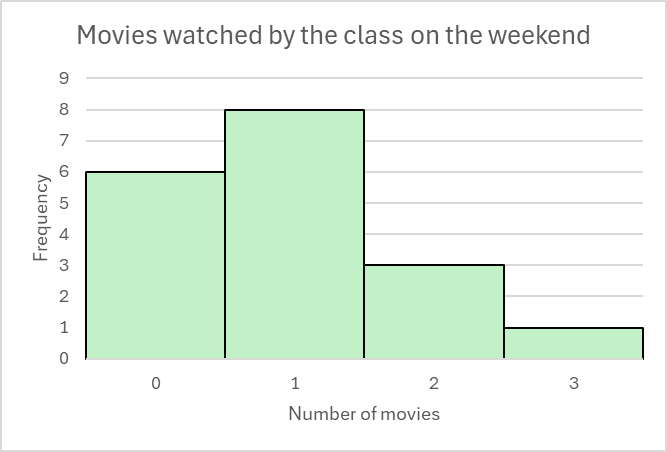 Movies watched by the class on the weekend
9
8
7
6
5
4
3
2
1
0
Frequency
0 1 2 3
Number of movies